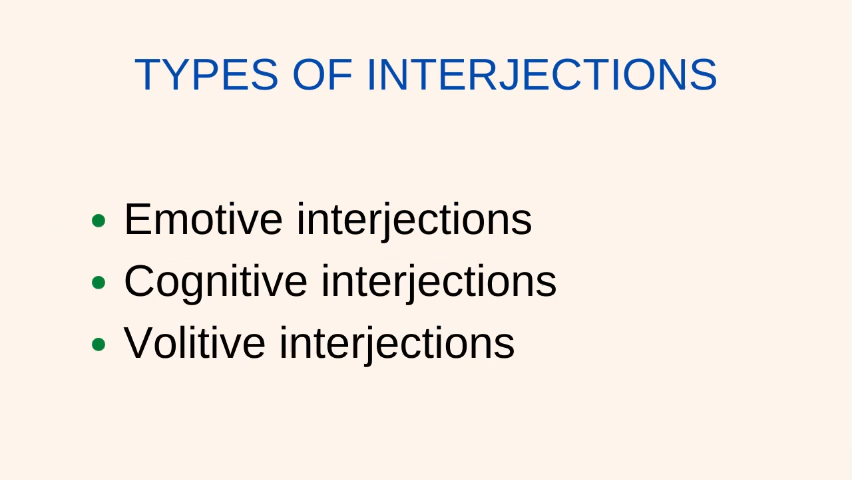 TYPES OF INTERJECTIONS
• Emotive interjections
• Cognitive interjections
• Volitive interjections